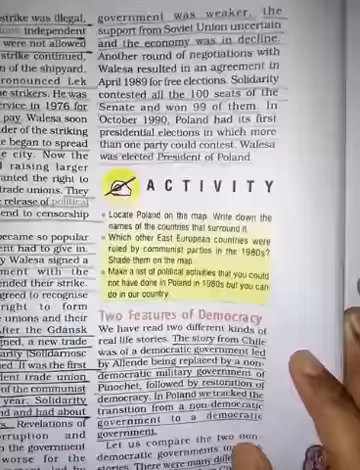 strike was illegal,
independent
were not allowed
strike continued,
n of the shipyard.
ronounced Lek
e strikers. He was
ervice in 1976 for
pay. Walesa soon
der of the striking
e began to spread
e city. Now the
raising larger
anted the right to
trade unions. They
release of political
end to censorship
became so popular
ent had to give in.
y Walesa signed a
ment with the
ended their strike.
greed to recognise
right to form
unions and their
fter the Gdansk
gned, a new trade
arity (Solidarnosc
ed. It was the first
dent trade union
of the communist
year, Solidarity
d and had about
s. Revelations of
rruption and
n the government
worse for the
government was weaker, the
support from Soviet Union uncertain
and the economy was in decline.
Another round of negotiations with
Walesa resulted in an agreement in
April 1989 for free elections. Solidarity
contested all the 100 seats of the
Senate and won 99 of them. In
October 1990, Poland had its first
presidential elections in which more
than one party could contest. Walesa
was elected President of Poland.
ACTIVITY
Locate Poland on the map. Write down the
names of the countries that surround it.
Which other East European countries were
ruled by communist parties in the 1980s?
Shade them on the map.
Make a list of political activities that you could
not have done in Poland in 1980s but you can
do in our country.
Two Features of Democracy
We have read two different kinds of
real life stories. The story from Chile
was of a democratic government led
by Allende being replaced by a non-
democratic military government of
Pinochet, followed by restoration of
democracy. In Poland we tracked the
transition from a non-democratic
government to a democratic
government.
Let us compare the two non-
democratic governments
stories. There were many